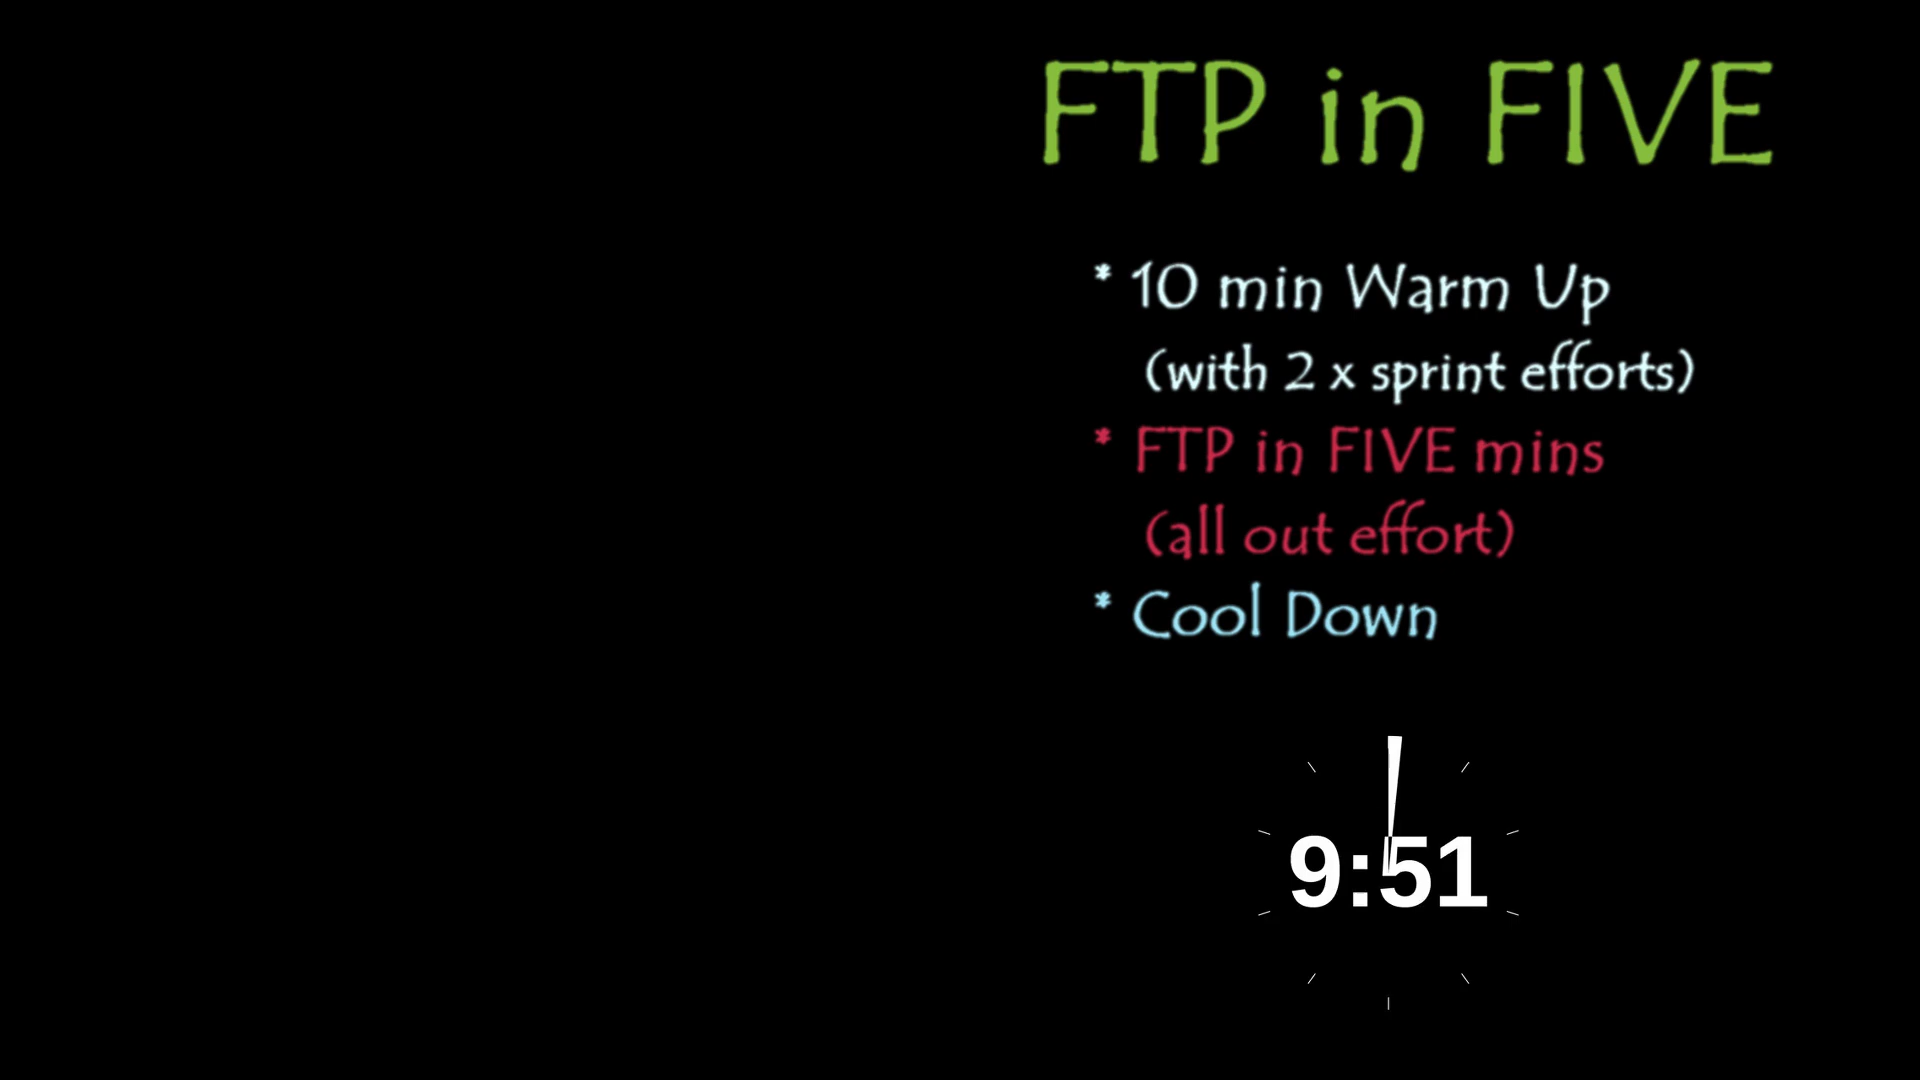 FTP in FIVE
* 10 min Warm Up
(with 2 x sprint efforts)
* FTP in FIVE mins
(all out effort)
* Cool Down
9:51